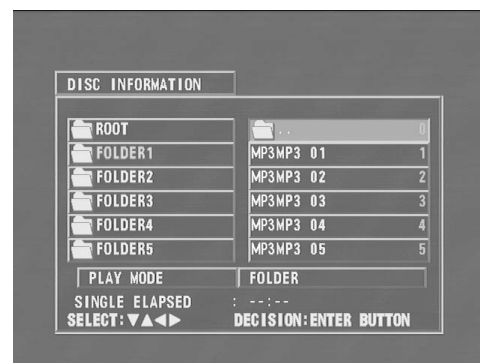 DISC INFORMATION
ROOT
FOLDER1
FOLDER2
FOLDER3
FOLDER4
FOLDER5
.. 0
MP3MP3 01 1
MP3MP3 02 2
MP3MP3 03 3
MP3MP3 04 4
MP3MP3 05 5
PLAY MODE FOLDER
SINGLE ELAPSED : --:--
SELECT:▼▲◀▶ DECISION:ENTER BUTTON